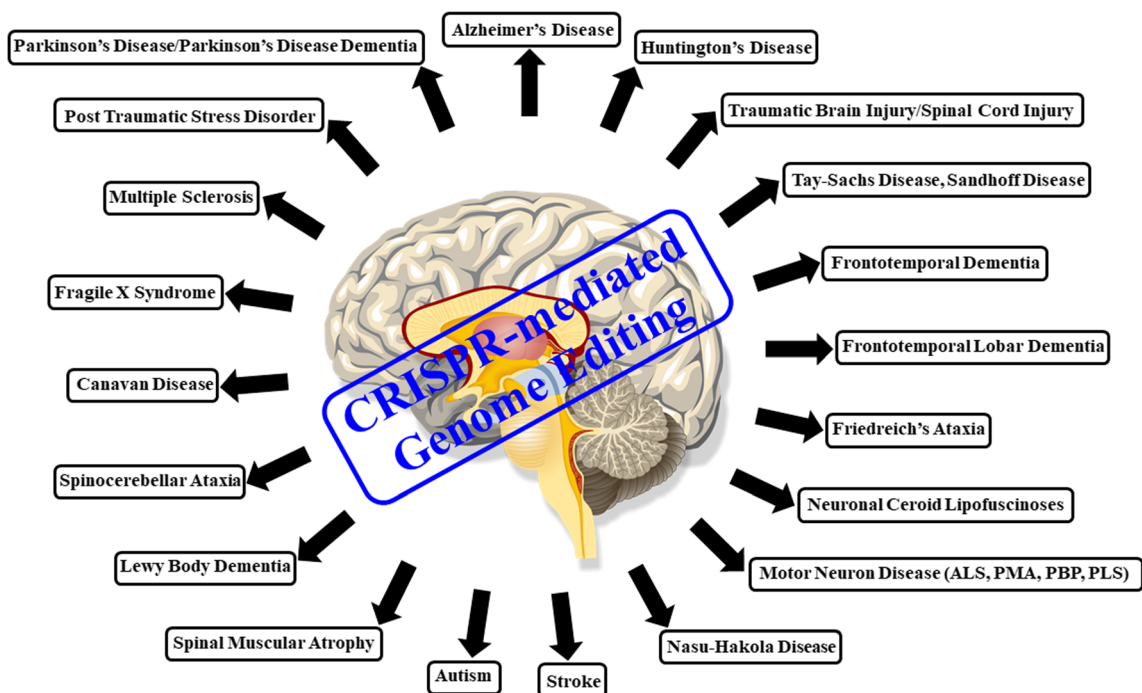 Alzheimer's Disease
Parkinson's Disease/Parkinson's Disease Dementia
Huntington's Disease
Post Traumatic Stress Disorder
Traumatic Brain Injury/Spinal Cord Injury
Multiple Sclerosis
Tay-Sachs Disease, Sandhoff Disease
Fragile X Syndrome
Frontotemporal Dementia
CRISPR-mediated
Genome Editing
Canavan Disease
Frontotemporal Lobar Dementia
Spinocerebellar Ataxia
Friedreich's Ataxia
Lewy Body Dementia
Neuronal Ceroid Lipofuscinoses
Spinal Muscular Atrophy
Motor Neuron Disease (ALS, PMA, PBP, PLS)
Autism
Stroke
Nasu-Hakola Disease